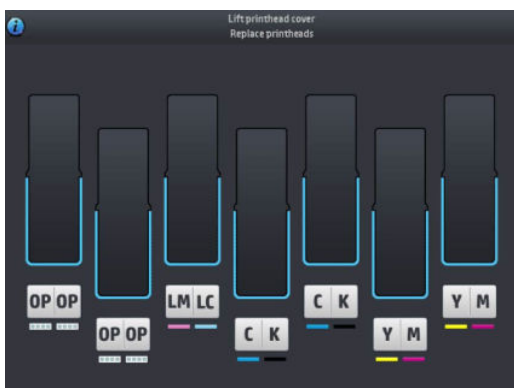 i
Lift printhead cover
Replace printheads
OP OP
LM LC
C K
Y M
OP OP
C K
Y M